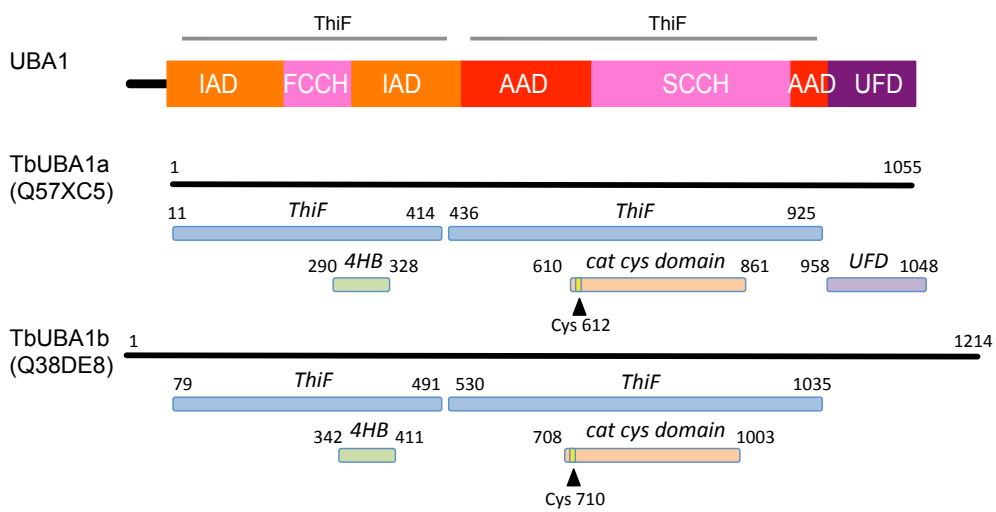 ThiF ThiF
UBA1
IAD FCCH IAD AAD SCCH AAD UFD
TbUBA1a
(Q57XC5)
1 1055
11 ThiF 414 436 ThiF 925
290 4HB 328 610 cat cys domain 861 958 UFD 1048
Cys 612
TbUBA1b
(Q38DE8)
1 1214
79 ThiF 491 530 ThiF 1035
342 4HB 411 708 cat cys domain 1003
Cys 710